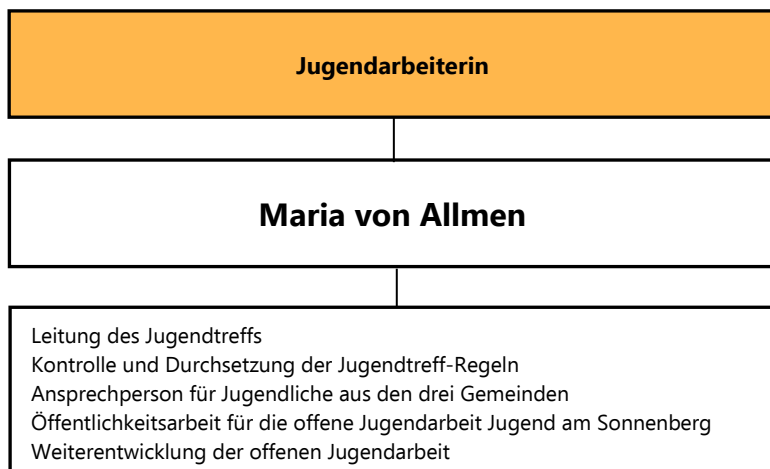 Jugendarbeiterin
Maria von Allmen
Leitung des Jugendtreffs
Kontrolle und Durchsetzung der Jugendtreff-Regeln
Ansprechperson für Jugendliche aus den drei Gemeinden
Öffentlichkeitsarbeit für die offene Jugendarbeit Jugend am Sonnenberg
Weiterentwicklung der offenen Jugendarbeit